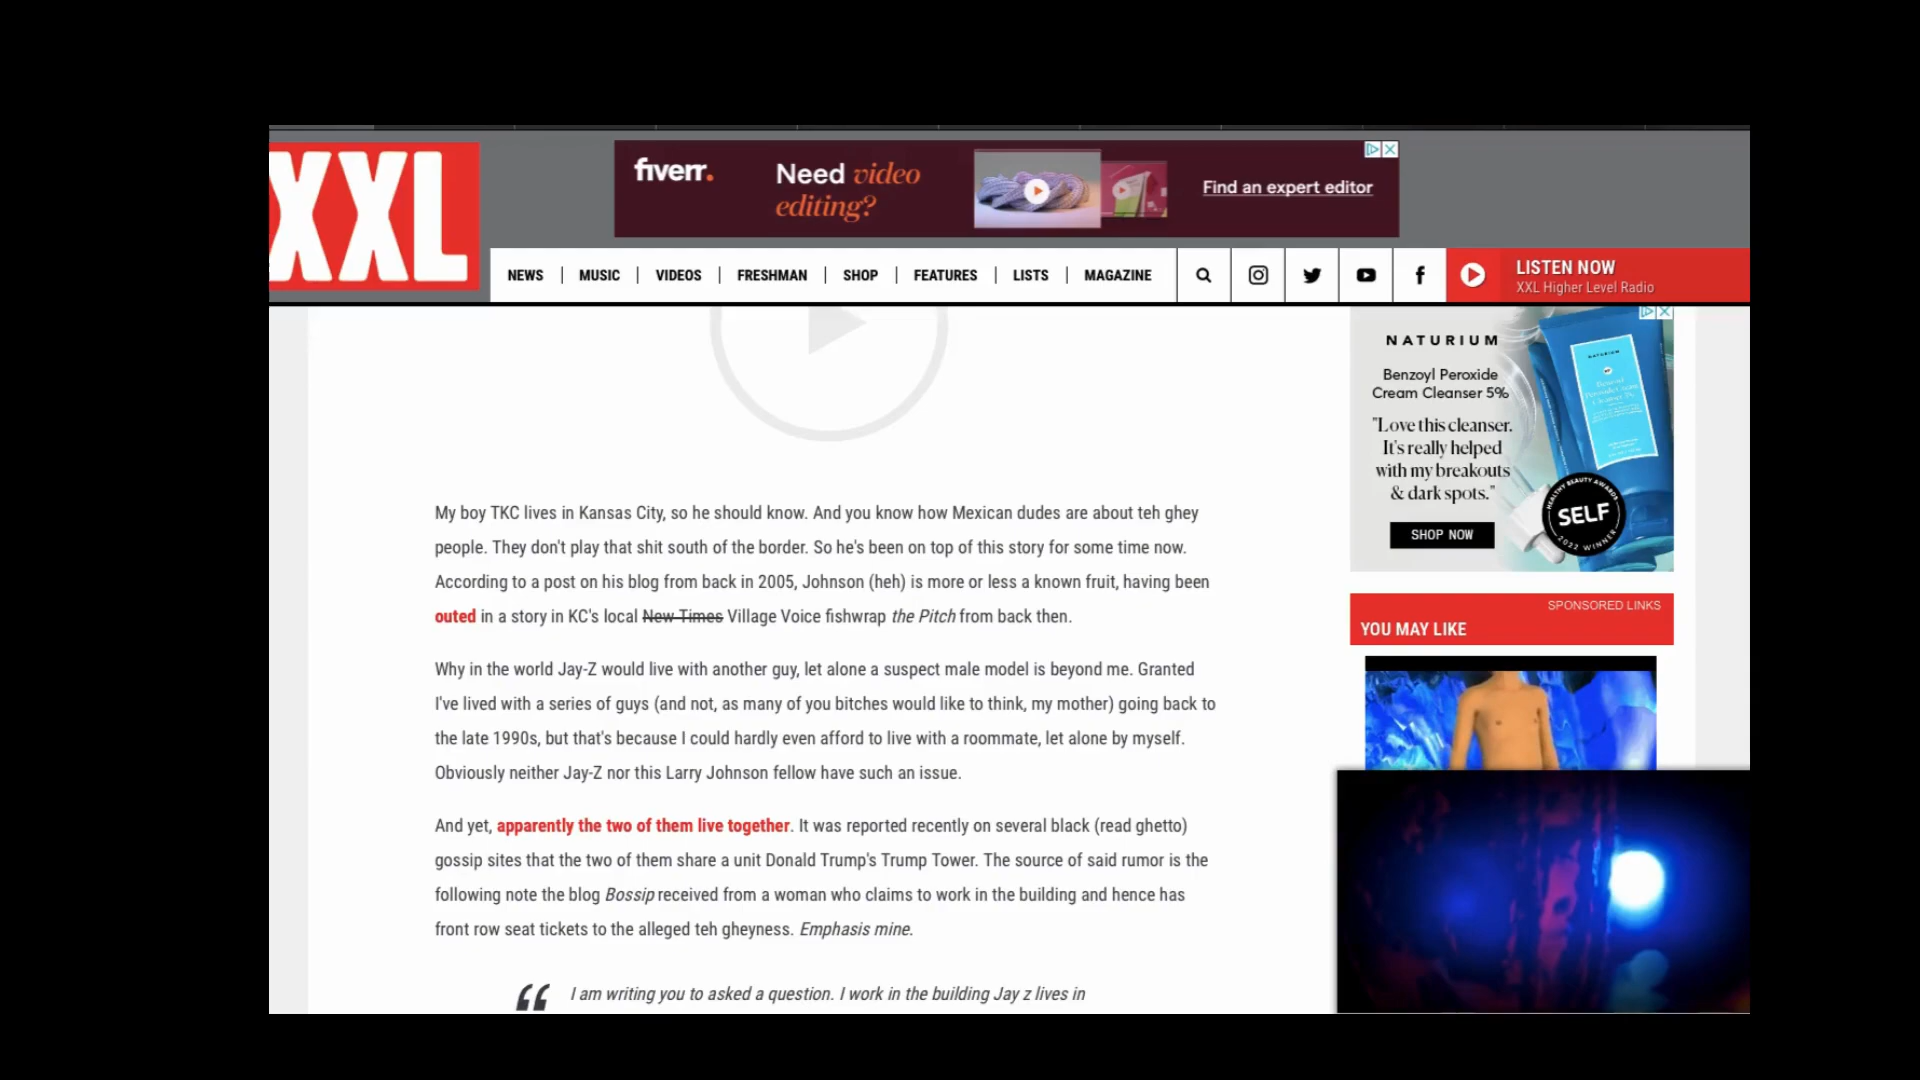 XXL
fiverr.
Need video
editing?
Find an expert editor
NEWS
MUSIC
VIDEOS
FRESHMAN
SHOP
FEATURES
LISTS
MAGAZINE
LISTEN NOW
XXL Higher Level Radio
My boy TKC lives in Kansas City, so he should know. And you know how Mexican dudes are about teh ghey
people. They don't play that shit south of the border. So he's been on top of this story for some time now.
According to a post on his blog from back in 2005, Johnson (heh) is more or less a known fruit, having been
outed in a story in KC's local New Times Village Voice fishwrap the Pitch from back then.
Why in the world Jay-Z would live with another guy, let alone a suspect male model is beyond me. Granted
I've lived with a series of guys (and not, as many of you bitches would like to think, my mother) going back to
the late 1990s, but that's because I could hardly even afford to live with a roommate, let alone by myself.
Obviously neither Jay-Z nor this Larry Johnson fellow have such an issue.
And yet, apparently the two of them live together. It was reported recently on several black (read ghetto)
gossip sites that the two of them share a unit Donald Trump's Trump Tower. The source of said rumor is the
following note the blog Bossip received from a woman who claims to work in the building and hence has
front row seat tickets to the alleged teh gheyness. Emphasis mine.
“ I am writing you to asked a question. I work in the building Jay z lives in
NATURIUM
Benzoyl Peroxide
Cream Cleanser 5%
"Love this cleanser.
It's really helped
with my breakouts
& dark spots."
SHOP NOW
HEALTHY BEAUTY AWARDS
SELF
2022 WINNER
SPONSORED LINKS
YOU MAY LIKE